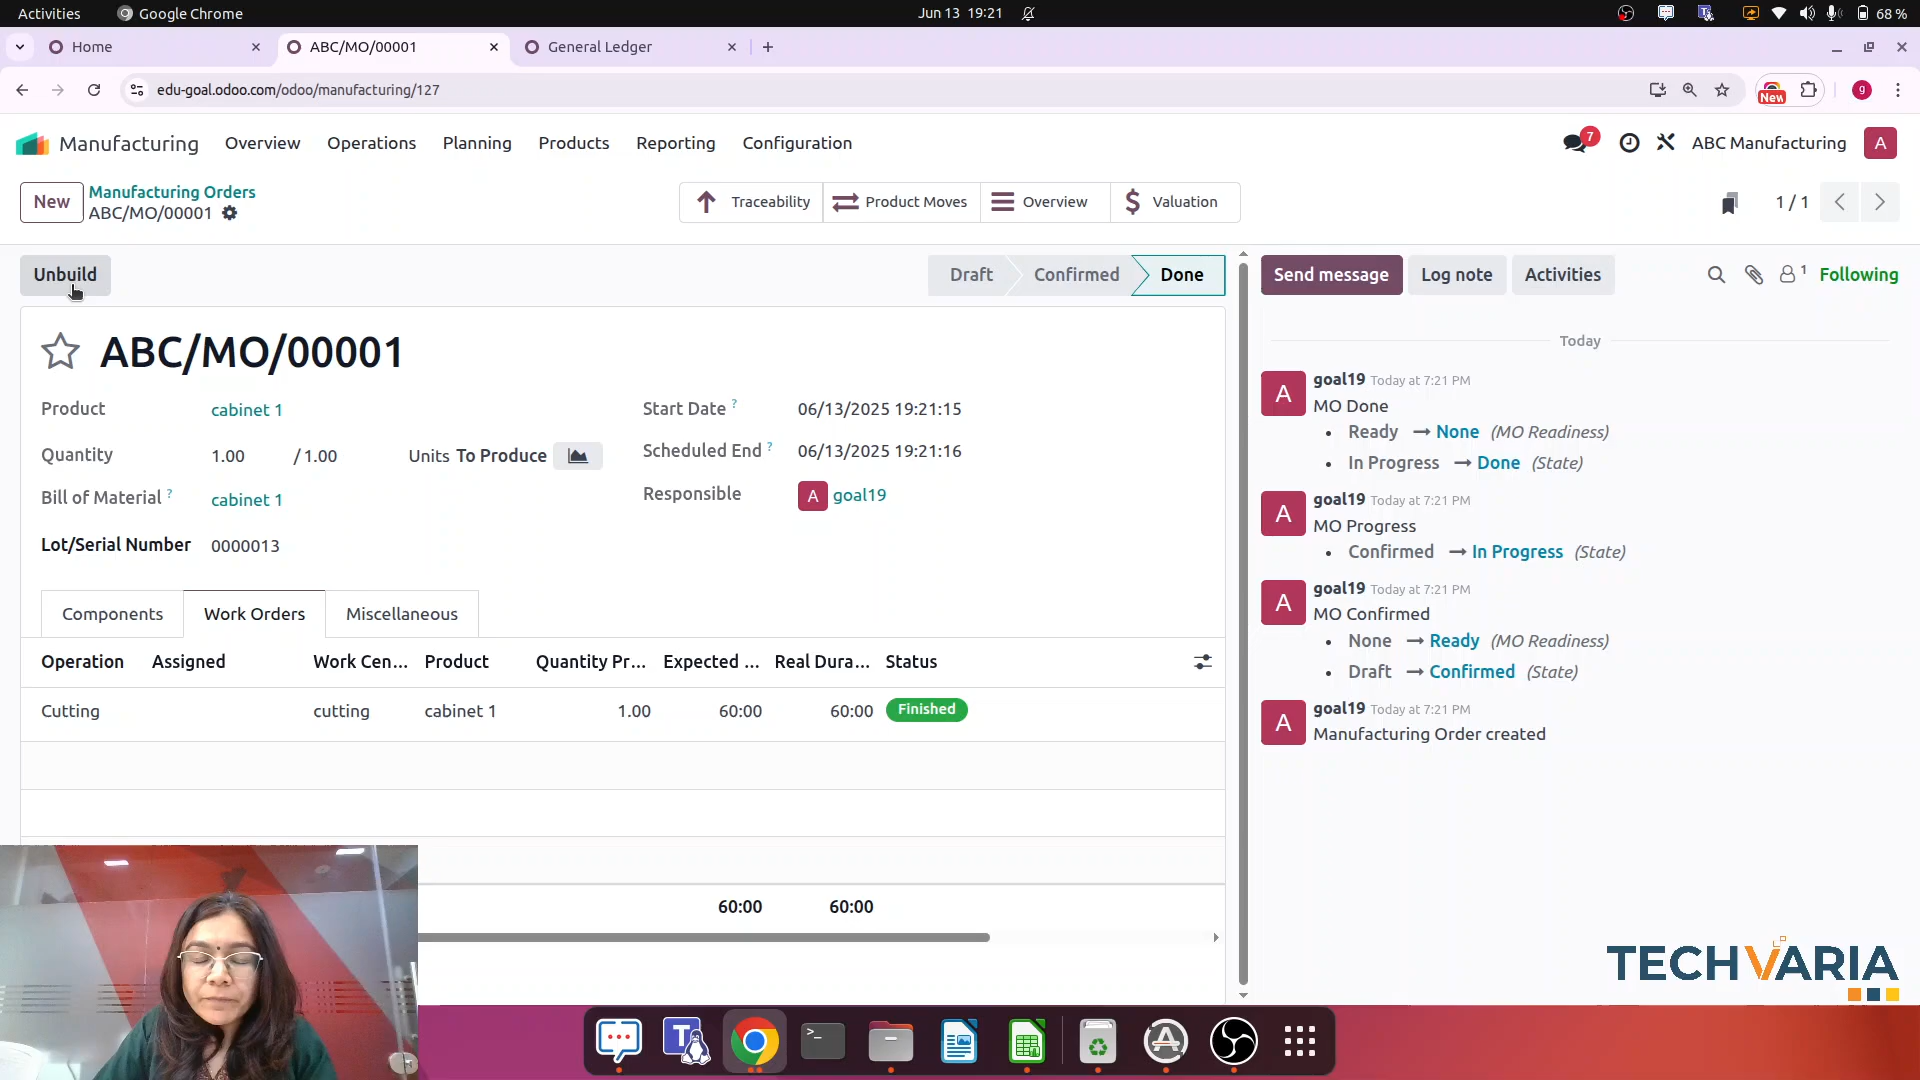 Activities Google Chrome Jun 13 19:21 68 %
Home ABC/MO/00001 General Ledger
edu-goal.odoo.com/odoo/manufacturing/127 New g
Manufacturing Overview Operations Planning Products Reporting Configuration 7 ABC Manufacturing A
New Manufacturing Orders
ABC/MO/00001
Traceability Product Moves Overview Valuation 1 / 1
Unbuild Draft Confirmed Done Send message Log note Activities 1 Following
ABC/MO/00001
Product cabinet 1
Quantity 1.00 / 1.00 Units To Produce
Bill of Material ? cabinet 1
Lot/Serial Number 0000013
Start Date ? 06/13/2025 19:21:15
Scheduled End ? 06/13/2025 19:21:16
Responsible A goal19
Components Work Orders Miscellaneous
Operation Assigned Work Cen... Product Quantity Pr... Expected ... Real Dura... Status
Cutting cutting cabinet 1 1.00 60:00 60:00 Finished
60:00 60:00
Today
A goal19 Today at 7:21 PM
MO Done
• Ready → None (MO Readiness)
• In Progress → Done (State)
A goal19 Today at 7:21 PM
MO Progress
• Confirmed → In Progress (State)
A goal19 Today at 7:21 PM
MO Confirmed
• None → Ready (MO Readiness)
• Draft → Confirmed (State)
A goal19 Today at 7:21 PM
Manufacturing Order created
TECHVARIA